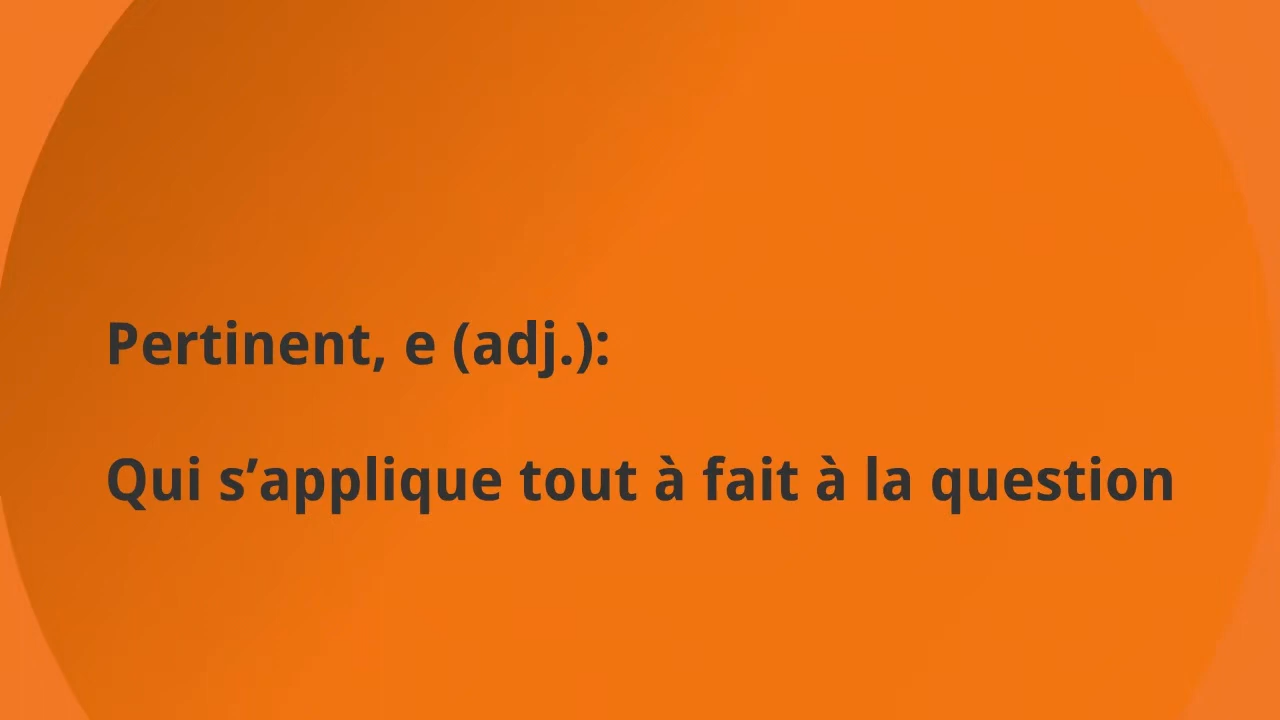 Pertinent, e (adj.):
Qui s’applique tout à fait à la question